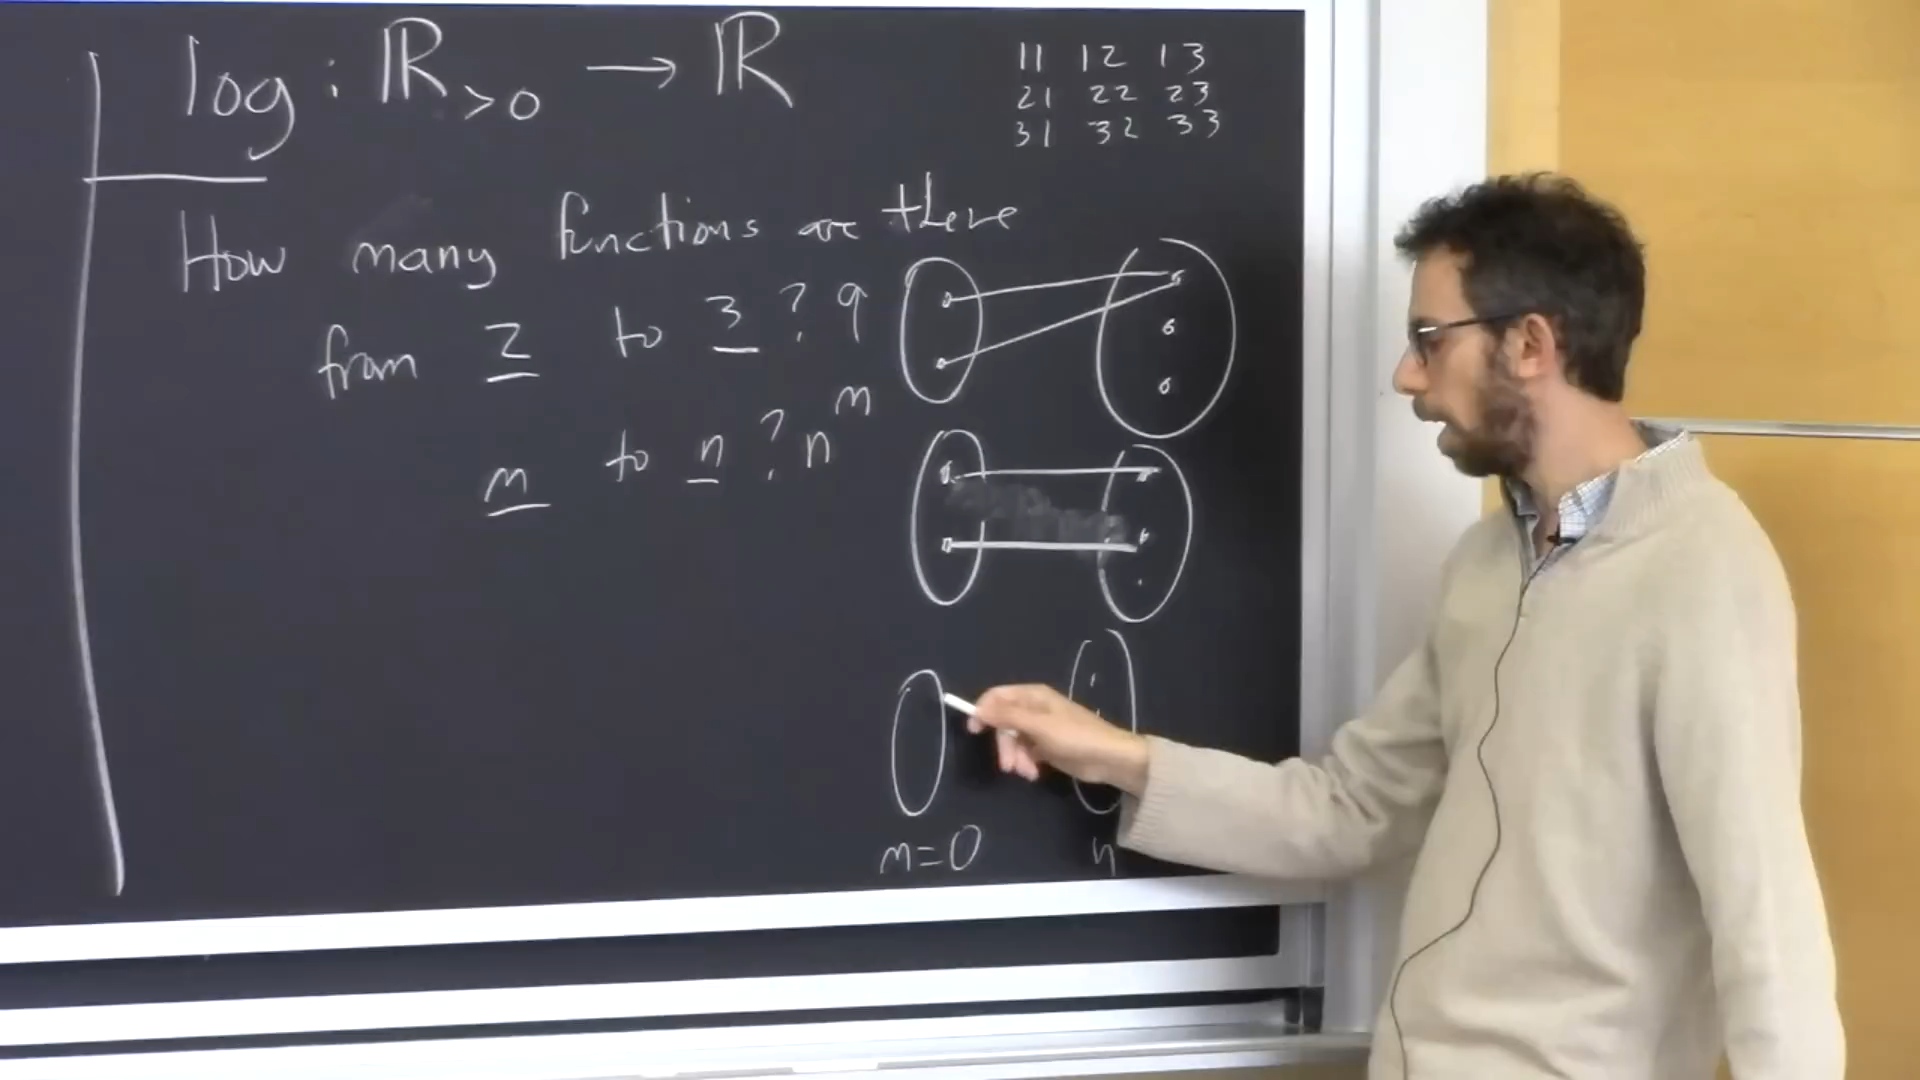 log : ℝ>0 → ℝ
11 12 13
21 22 23
31 32 33
How many functions are there
from 2 to 3 ? 9
m to n ? n^m
m=0 n